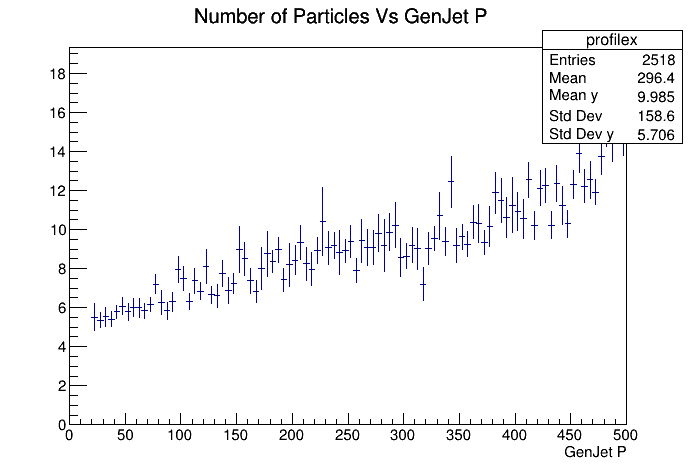 Number of Particles Vs GenJet P
profilex
Entries 2518
Mean 296.4
Mean y 9.985
Std Dev 158.6
Std Dev y 5.706
18
16
14
12
10
8
6
4
2
0
0 50 100 150 200 250 300 350 400 450 500
GenJet P